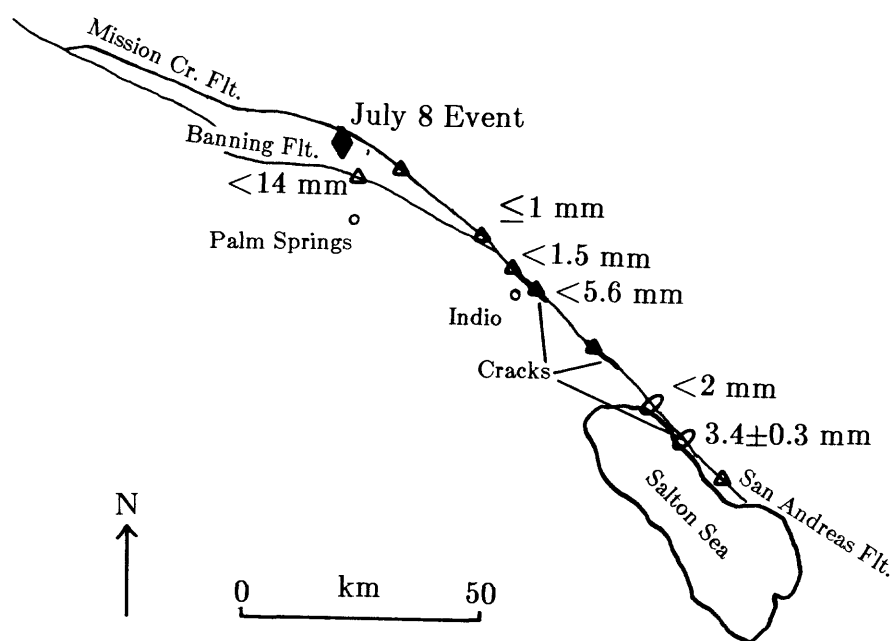 Mission Cr. Flt.
July 8 Event
Banning Flt.
<14 mm
≤1 mm
Palm Springs
<1.5 mm
<5.6 mm
Indio
Cracks
<2 mm
3.4±0.3 mm
San Andreas Flt.
Salton Sea
N
0 km 50